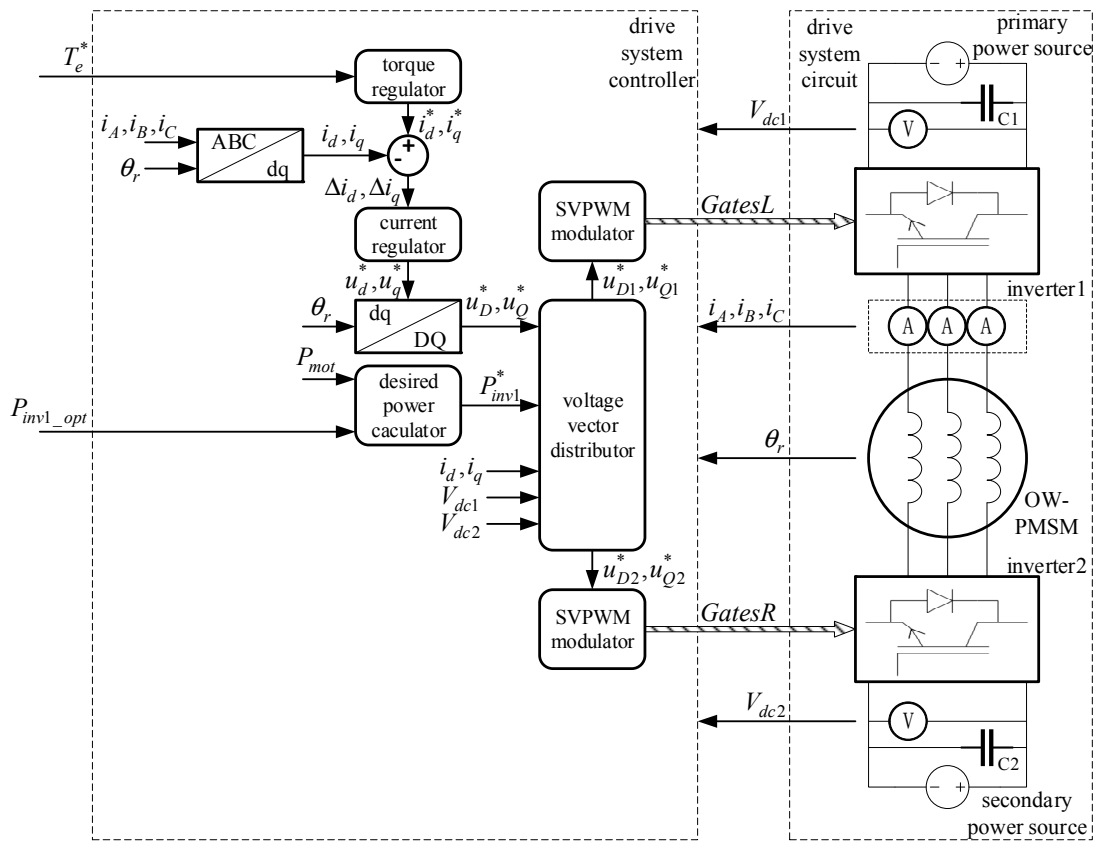 drive
system
controller
drive
system
circuit
primary
power source
T_e^*
torque
regulator
i_d^*, i_q^*
i_A, i_B, i_C
θ_r
ABC
dq
i_d, i_q
+
-
Δi_d, Δi_q
current
regulator
u_d^*, u_q^*
θ_r
dq
DQ
u_D^*, u_Q^*
P_mot
P_inv1_opt
desired
power
caculator
P_inv1^*
i_d, i_q
V_dc1
V_dc2
SVPWM
modulator
u_D1^*, u_Q1^*
voltage
vector
distributor
u_D2^*, u_Q2^*
SVPWM
modulator
V_dc1
GatesL
i_A, i_B, i_C
θ_r
GatesR
V_dc2
- +
C1
V
inverter1
A A A
OW-
PMSM
inverter2
V
C2
- +
secondary
power source